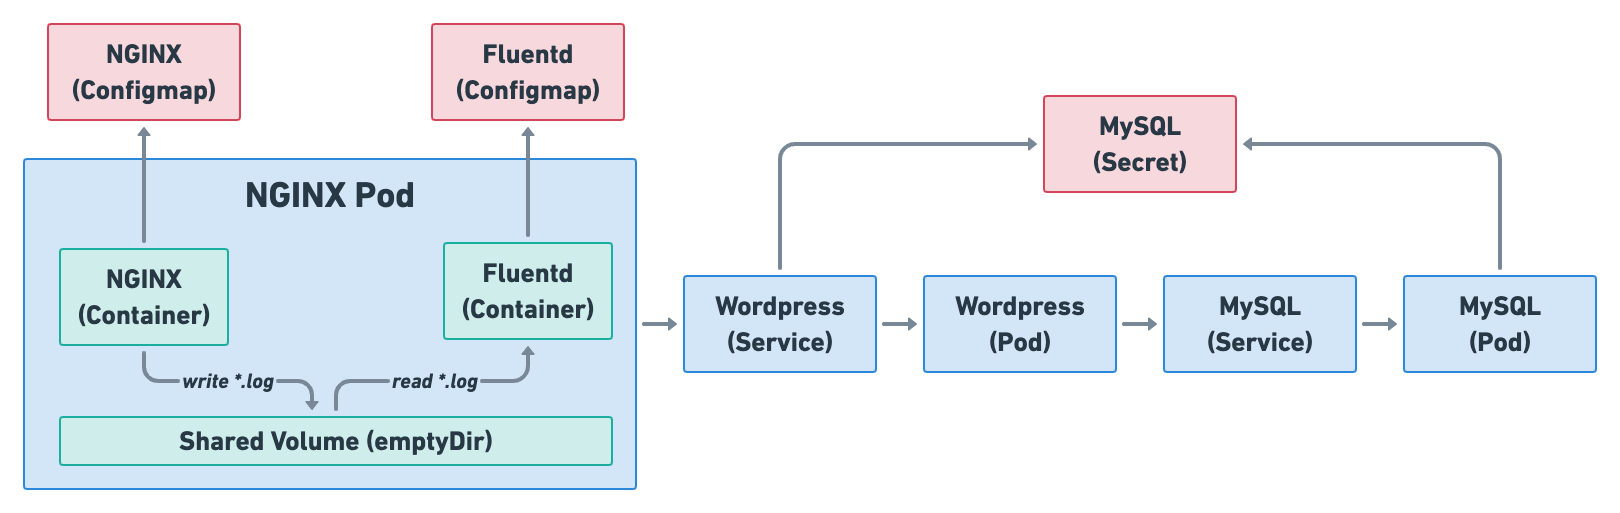 NGINX
(Configmap)
Fluentd
(Configmap)
MySQL
(Secret)
NGINX Pod
NGINX
(Container)
Fluentd
(Container)
write *.log
read *.log
Shared Volume (emptyDir)
Wordpress
(Service)
Wordpress
(Pod)
MySQL
(Service)
MySQL
(Pod)